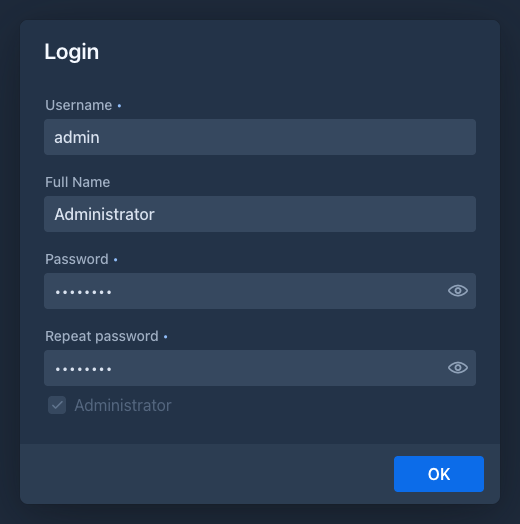 Login
Username •
admin
Full Name
Administrator
Password •
••••••••
Repeat password •
••••••••
Administrator
OK